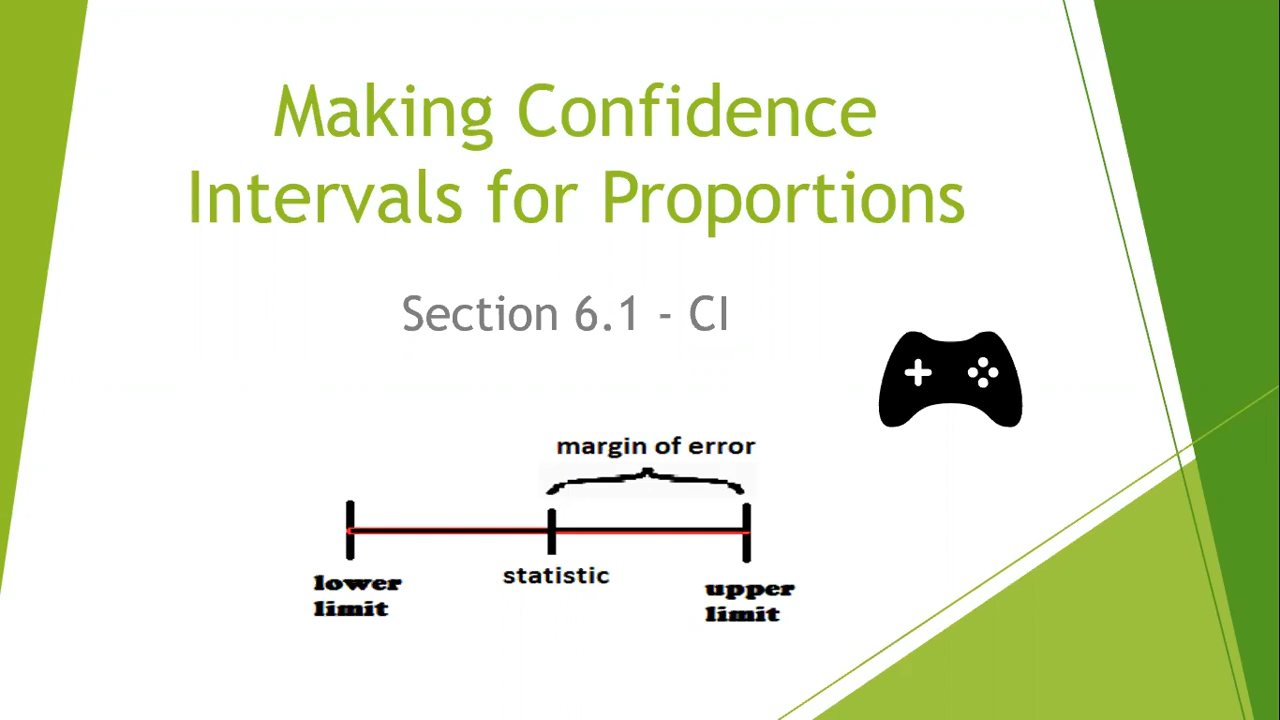 Making Confidence
Intervals for Proportions
Section 6.1 - CI
margin of error
statistic
lower
limit
upper
limit